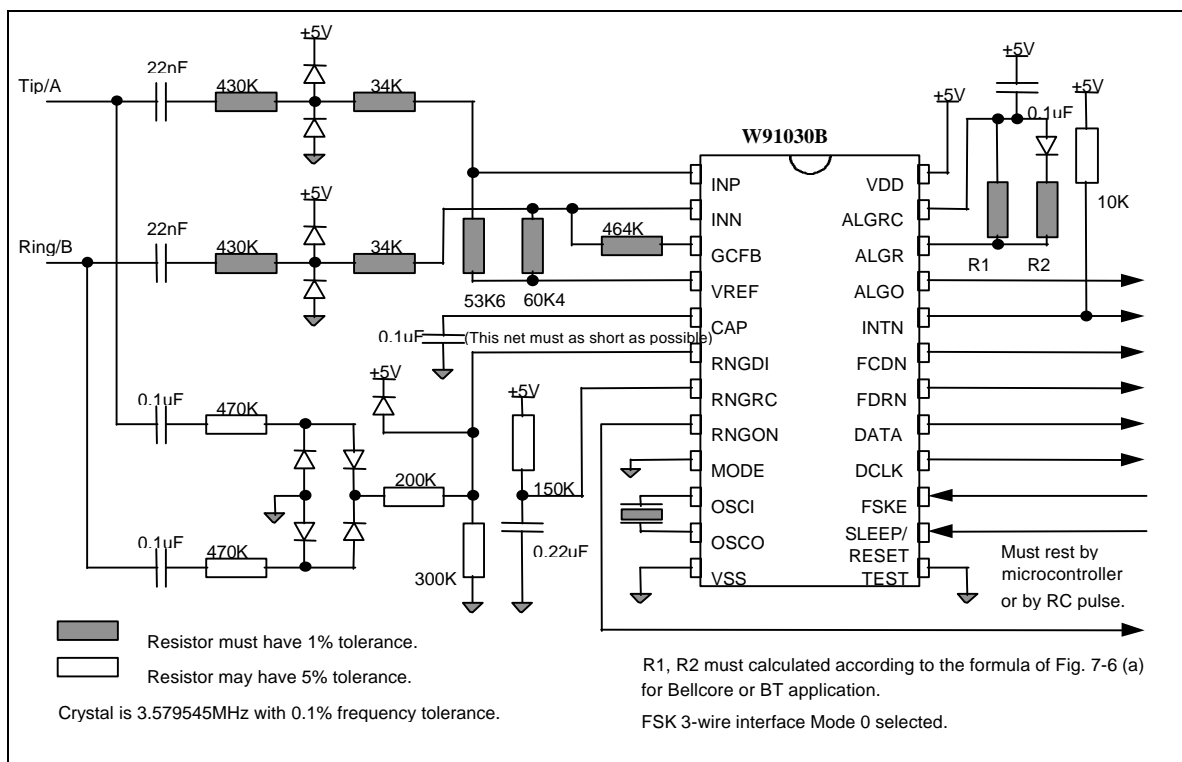 +5V
22nF
Tip/A
430K
34K
+5V
+5V
+5V
0.1uF
W91030B
10K
+5V
22nF
Ring/B
430K
34K
464K
53K6
60K4
INP
INN
GCFB
VREF
CAP
RNGDI
RNGRC
RNGON
MODE
OSCI
OSCO
VSS
VDD
ALGRC
ALGR
ALGO
INTN
FCDN
FDRN
DATA
DCLK
FSKE
SLEEP/
RESET
TEST
R1
R2
0.1uF
(This net must as short as possible)
+5V
+5V
0.1uF
470K
200K
150K
0.22uF
0.1uF
470K
300K
Must rest by
microcontroller
or by RC pulse.
Resistor must have 1% tolerance.
Resistor may have 5% tolerance.
Crystal is 3.579545MHz with 0.1% frequency tolerance.
R1, R2 must calculated according to the formula of Fig. 7-6 (a)
for Bellcore or BT application.
FSK 3-wire interface Mode 0 selected.